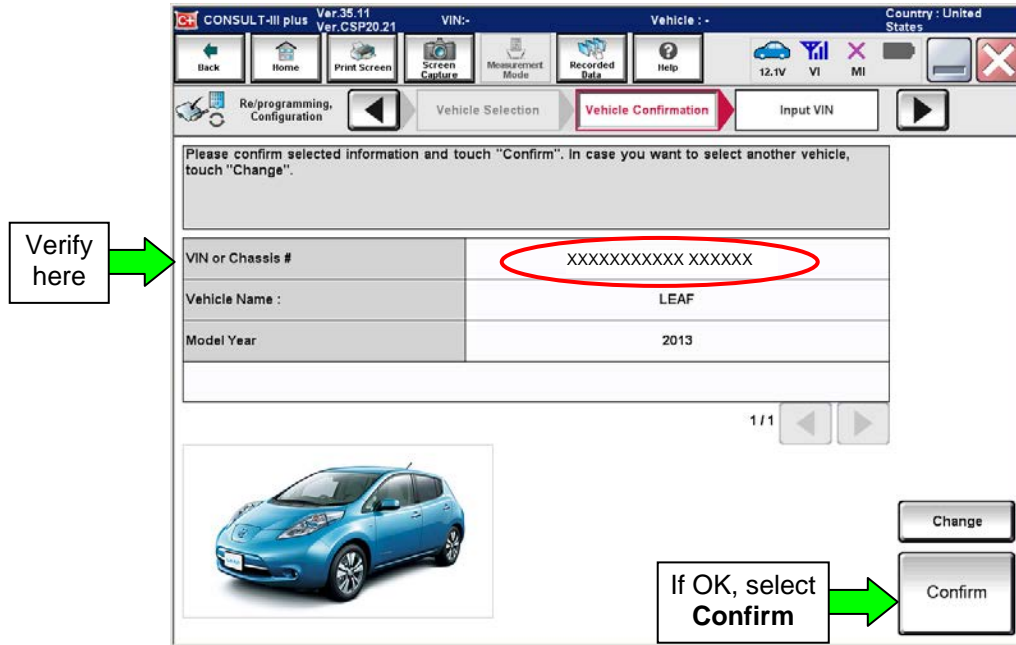 CONSULT-III plus Ver.35.11 Ver.CSP20.21 VIN:- Vehicle : - Country : United States
Back Home Print Screen Screen Capture Measurement Mode Recorded Data Help 12.1V VI MI
Re/programming, Configuration Vehicle Selection Vehicle Confirmation Input VIN
Please confirm selected information and touch "Confirm". In case you want to select another vehicle,
touch "Change".
Verify
here
VIN or Chassis # XXXXXXXXXXX XXXXXX
Vehicle Name : LEAF
Model Year 2013
1/1
Change
If OK, select
Confirm
Confirm